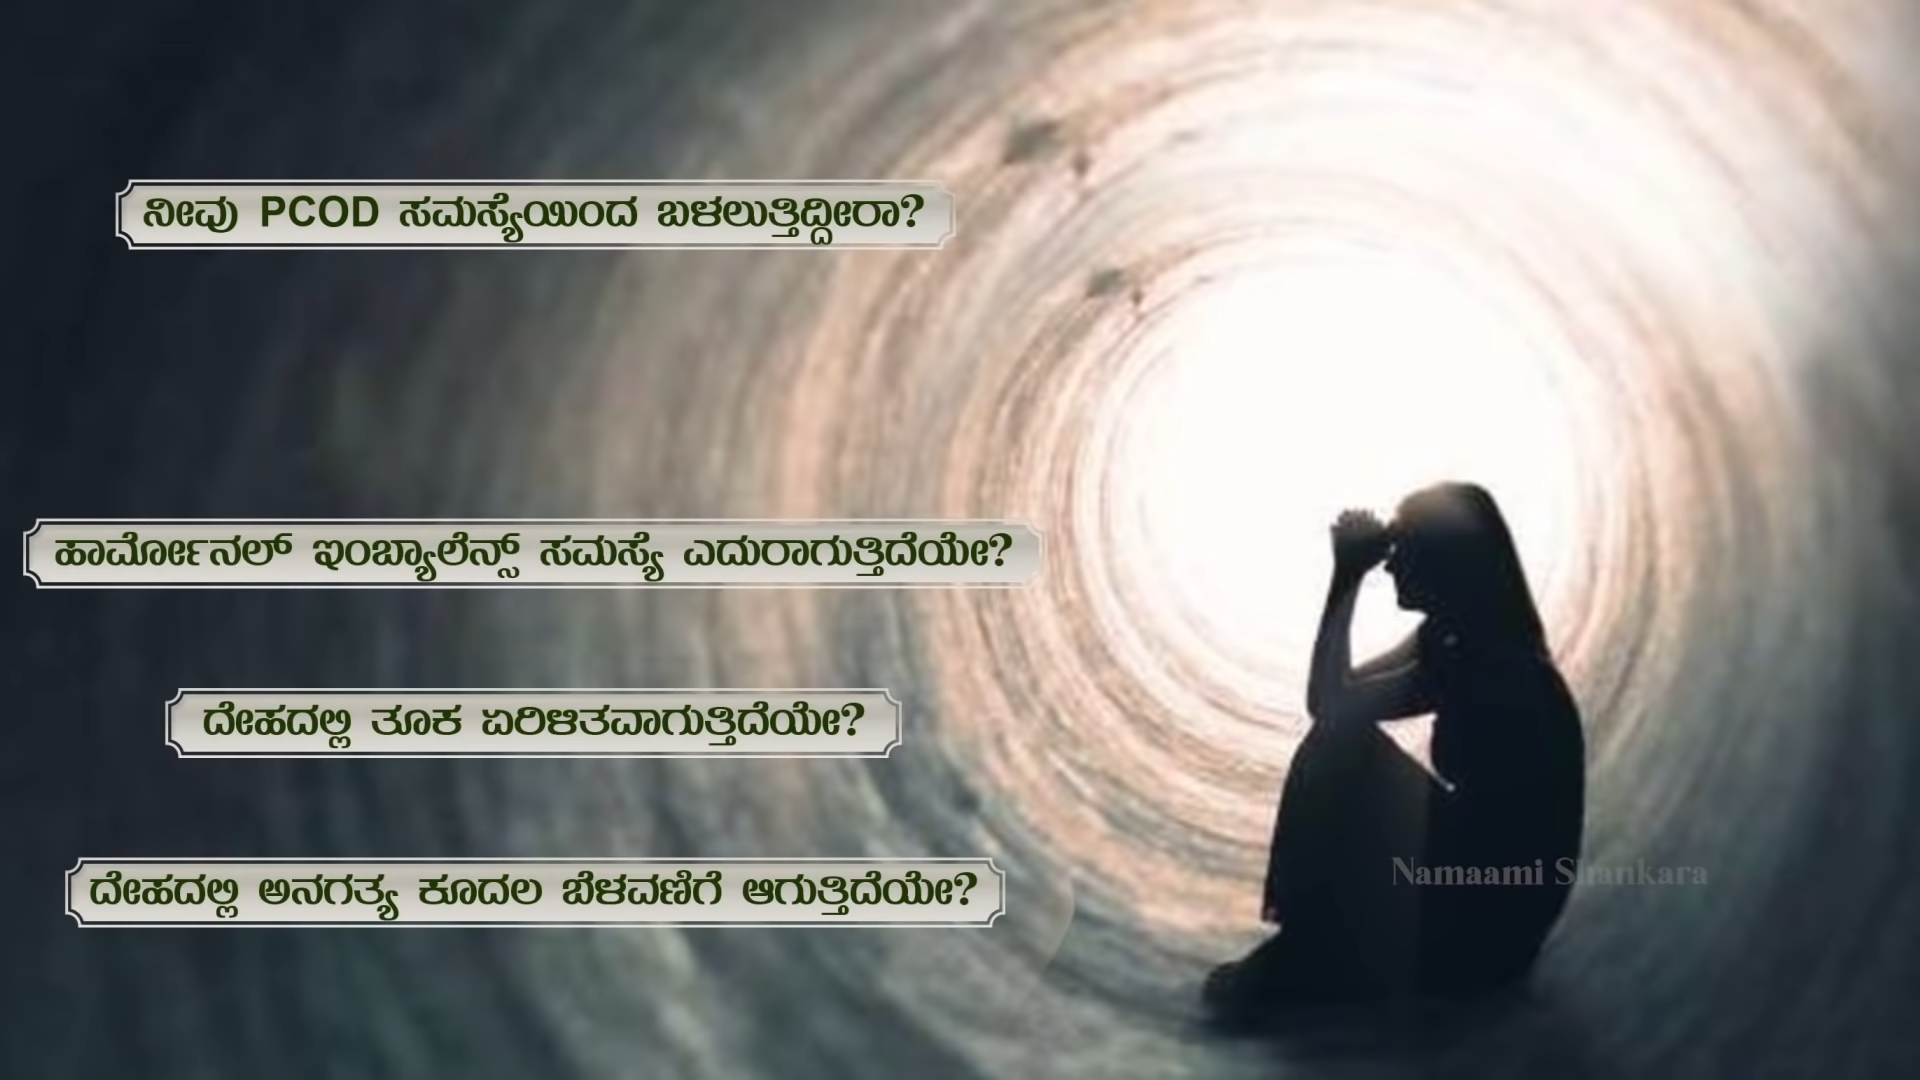 ನೀವು PCOD ಸಮಸ್ಯೆಯಿಂದ ಬಳಲುತ್ತಿದ್ದೀರಾ?
ಹಾರ್ಮೋನಲ್ ಇಂಬ್ಯಾಲೆನ್ಸ್ ಸಮಸ್ಯೆ ಎದುರಾಗುತ್ತಿದೆಯೇ?
ದೇಹದಲ್ಲಿ ತೂಕ ಏರಿಳಿತವಾಗುತ್ತಿದೆಯೇ?
ದೇಹದಲ್ಲಿ ಅನಗತ್ಯ ಕೂದಲ ಬೆಳವಣಿಗೆ ಆಗುತ್ತಿದೆಯೇ?
Namaami Shankara